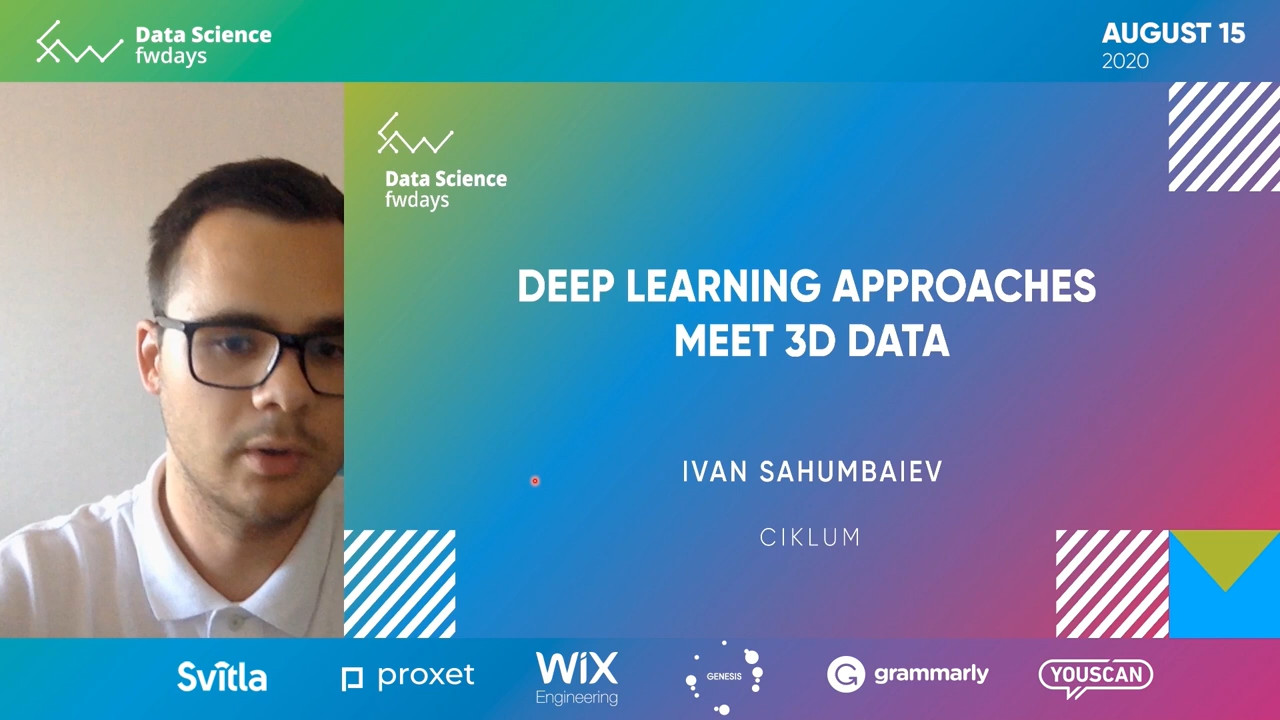 Data Science
fwdays
AUGUST 15
2020
Data Science
fwdays
DEEP LEARNING APPROACHES
MEET 3D DATA
IVAN SAHUMBAIEV
CIKLUM
Svitla
proxet
WiX
Engineering
GENESIS
G grammarly
YOUSCAN